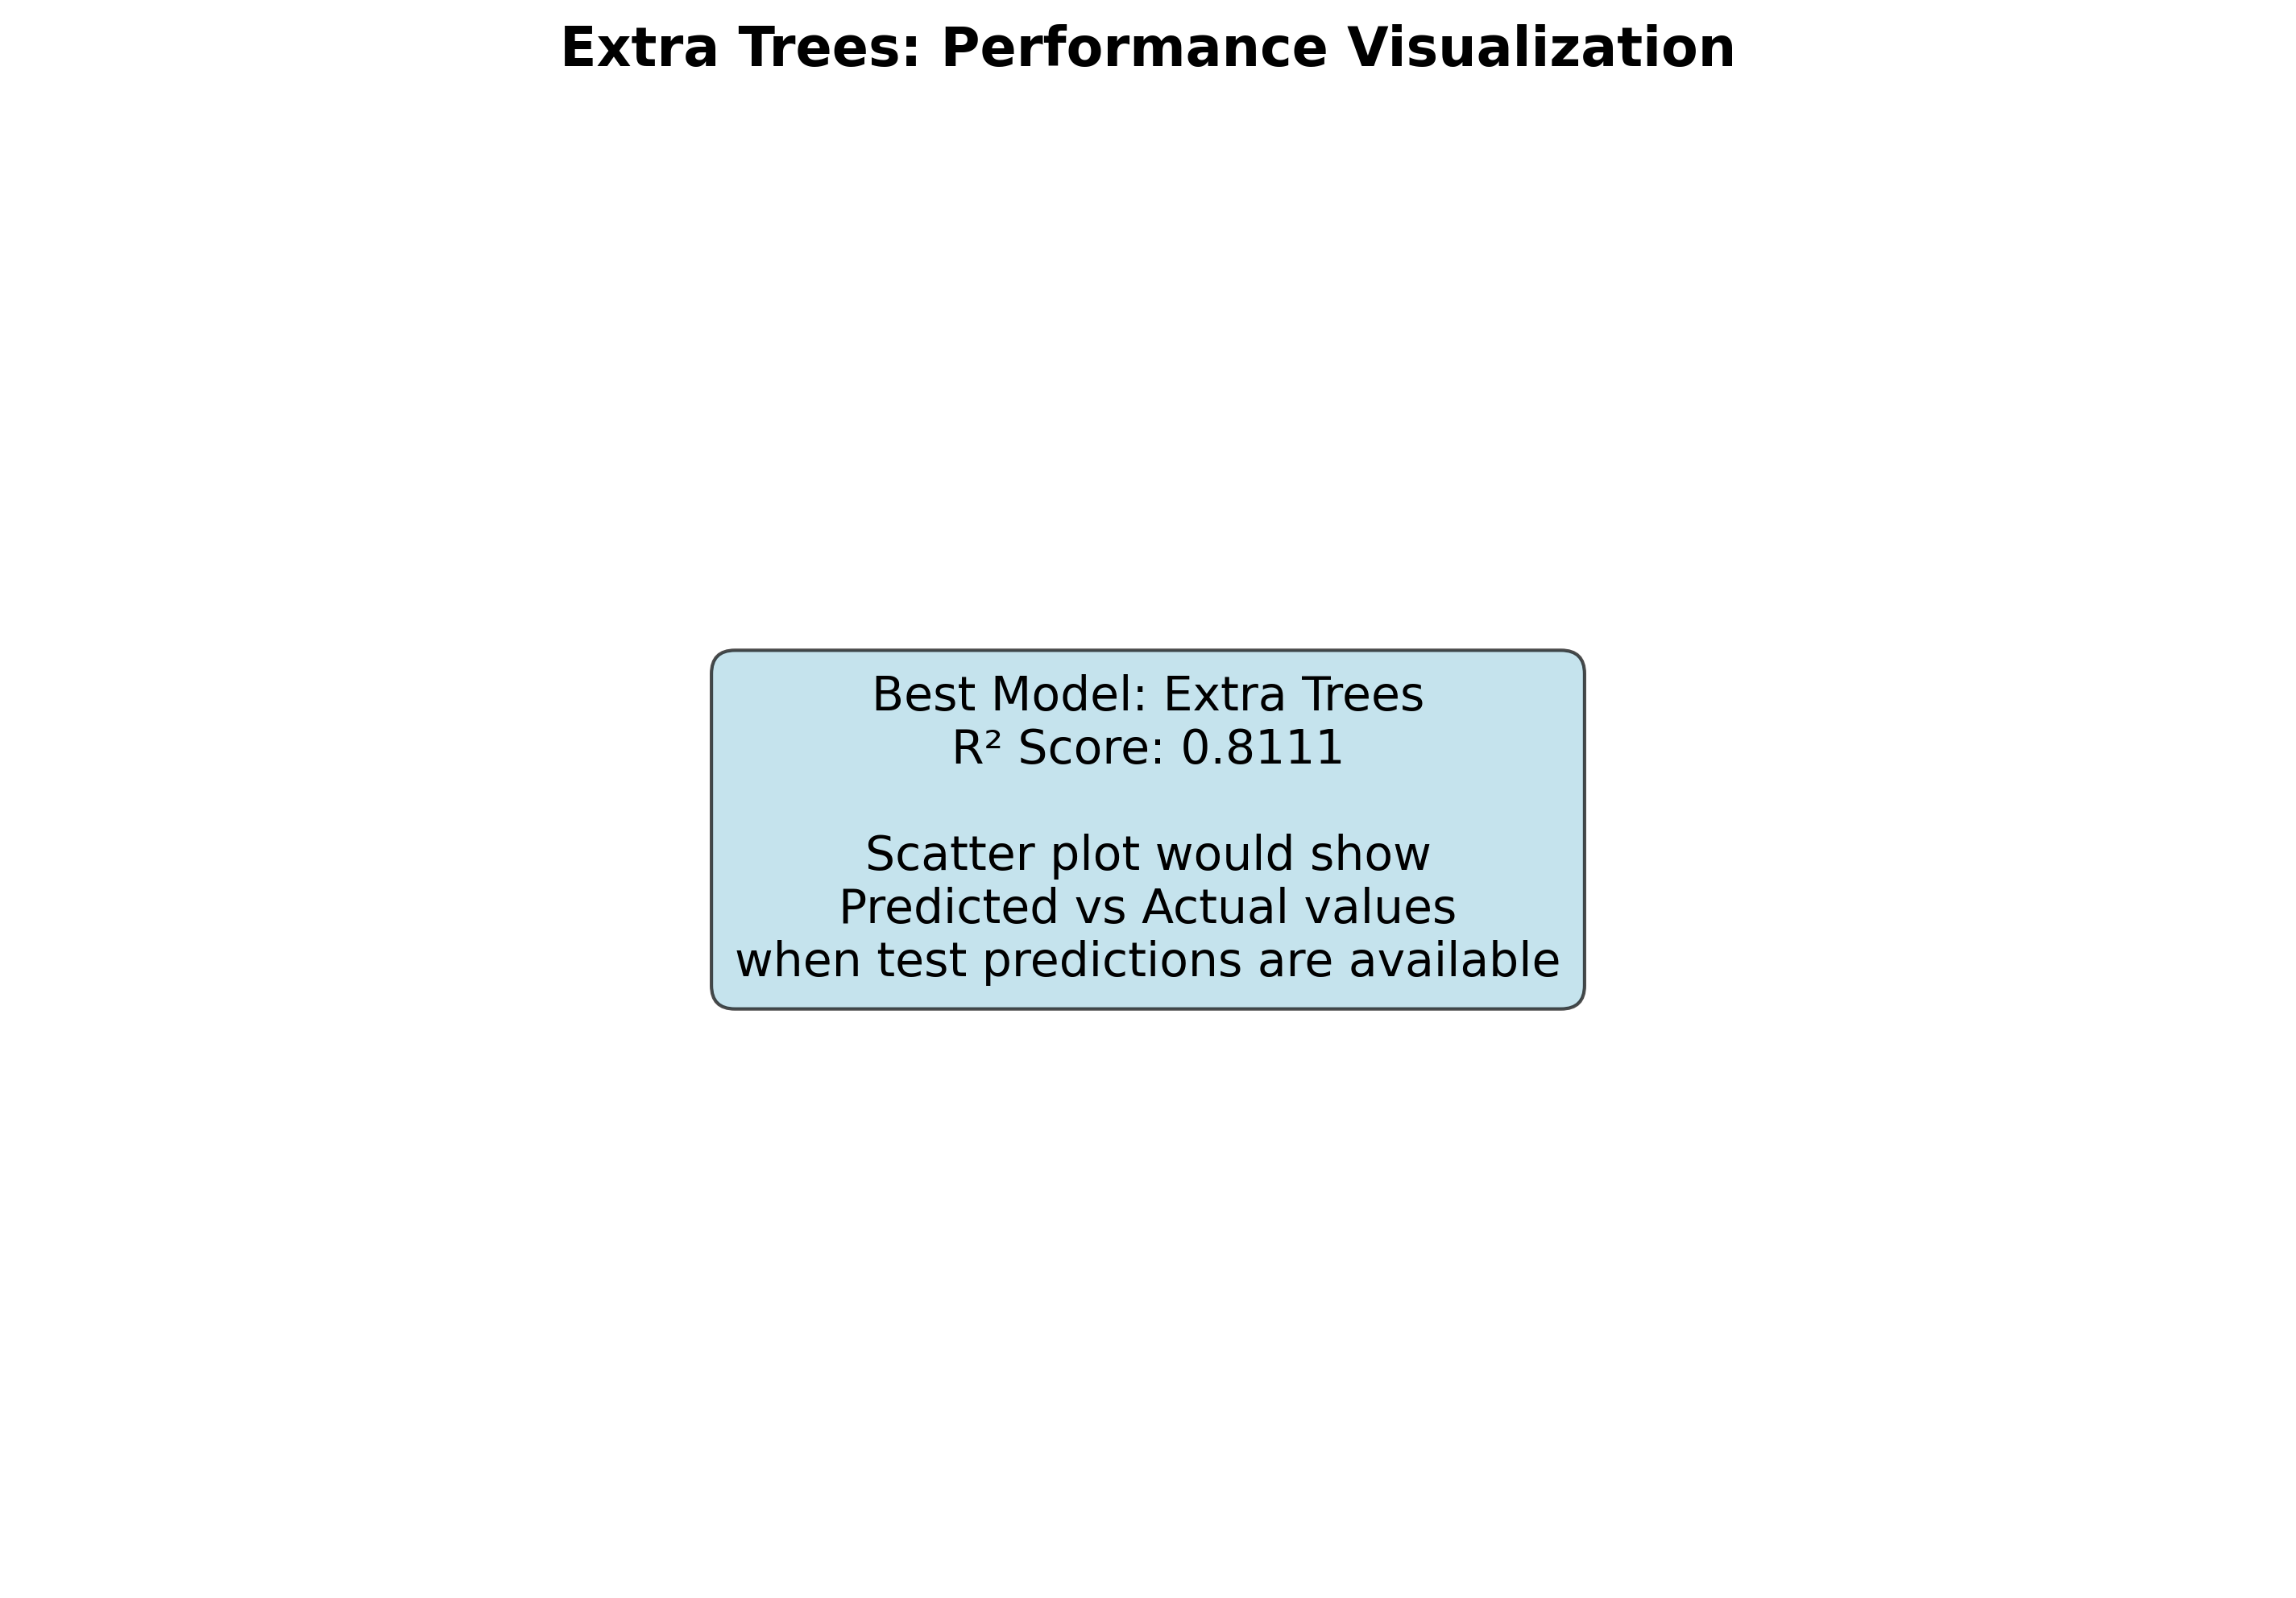 Extra Trees: Performance Visualization
Best Model: Extra Trees
R² Score: 0.8111
Scatter plot would show
Predicted vs Actual values
when test predictions are available